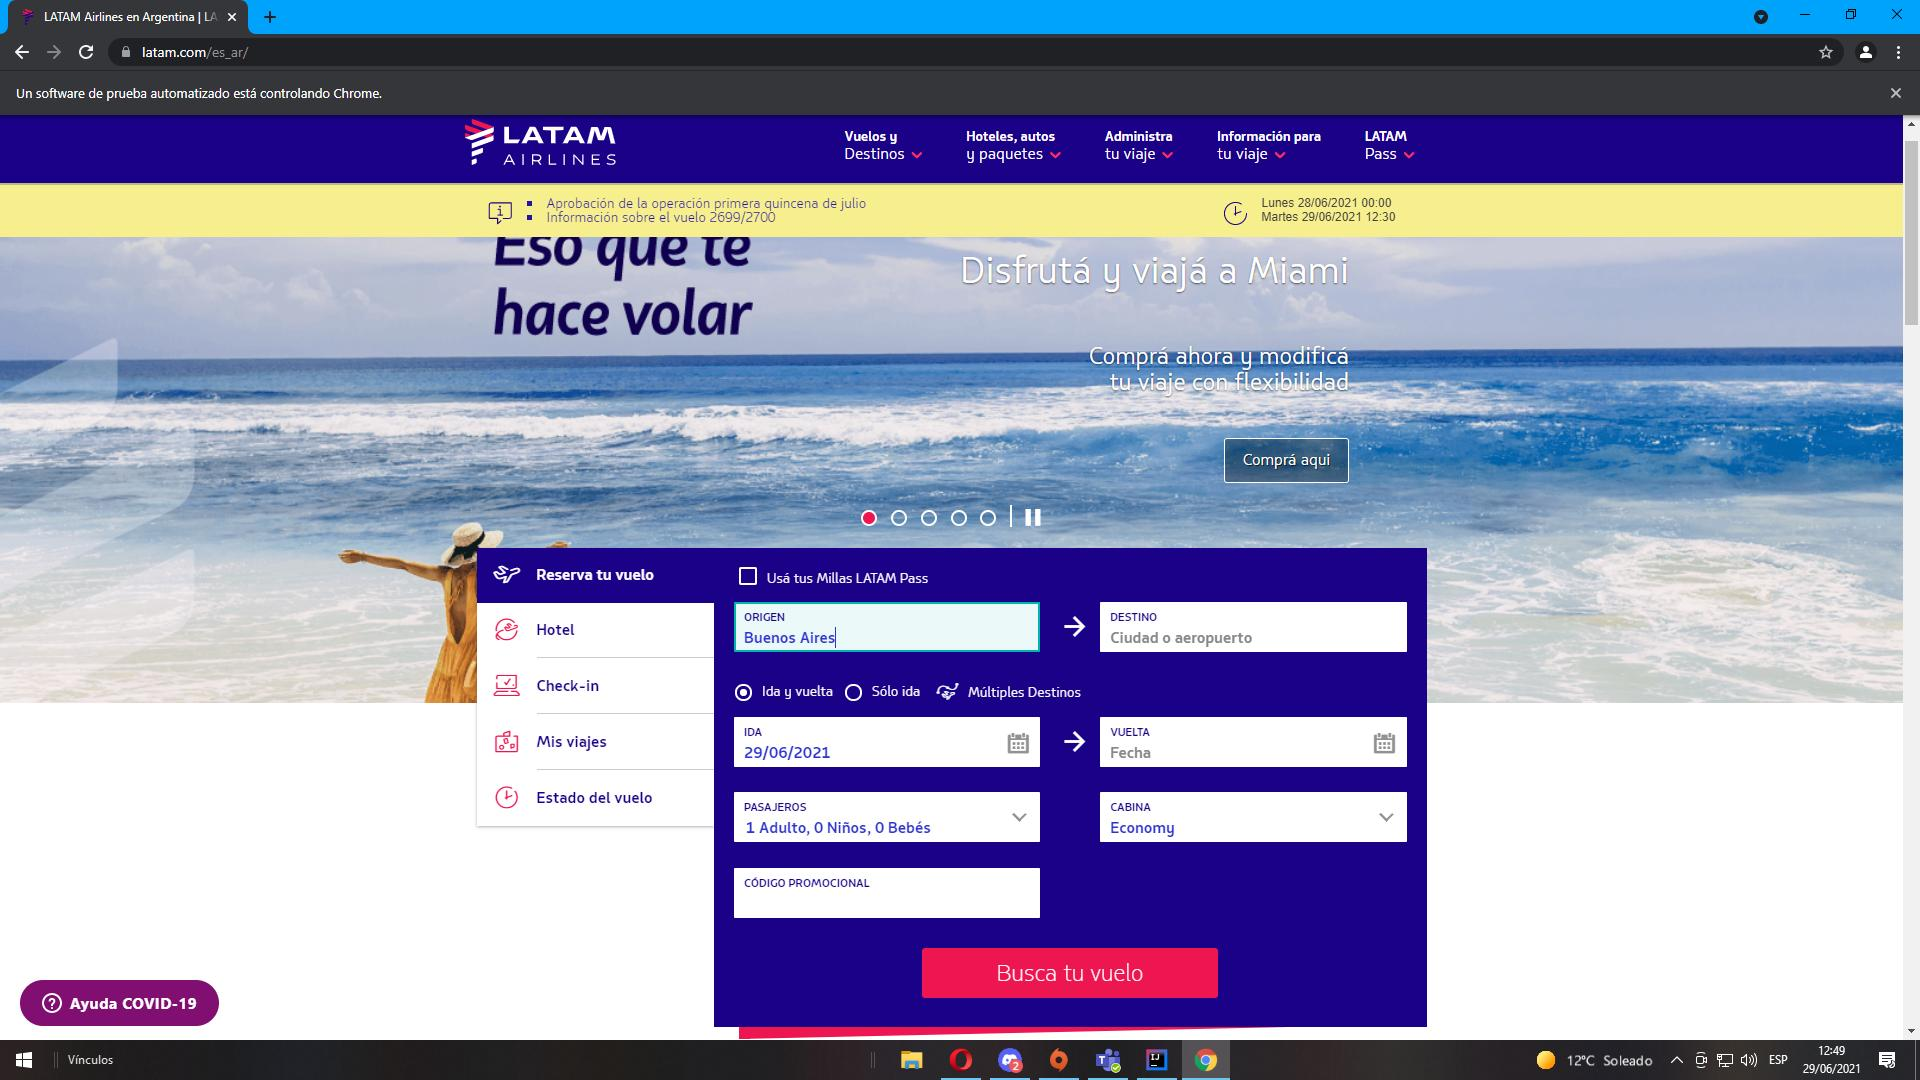 LATAM Airlines en Argentina | LA
latam.com/es_ar/
Un software de prueba automatizado está controlando Chrome.
LATAM
AIRLINES
Vuelos y
Destinos
Hoteles, autos
y paquetes
Administra
tu viaje
Información para
tu viaje
LATAM
Pass
Aprobación de la operación primera quincena de julio
Información sobre el vuelo 2699/2700
Lunes 28/06/2021 00:00
Martes 29/06/2021 12:30
Eso que te
hace volar
Disfrutá y viajá a Miami
Comprá ahora y modificá
tu viaje con flexibilidad
Comprá aqui
Reserva tu vuelo
Hotel
Check-in
Mis viajes
Estado del vuelo
Usá tus Millas LATAM Pass
ORIGEN
Buenos Aires
DESTINO
Ciudad o aeropuerto
Ida y vuelta
Sólo ida
Múltiples Destinos
IDA
29/06/2021
VUELTA
Fecha
PASAJEROS
1 Adulto, 0 Niños, 0 Bebés
CABINA
Economy
CÓDIGO PROMOCIONAL
Busca tu vuelo
Ayuda COVID-19
Vínculos
2
12°C Soleado
ESP
12:49
29/06/2021